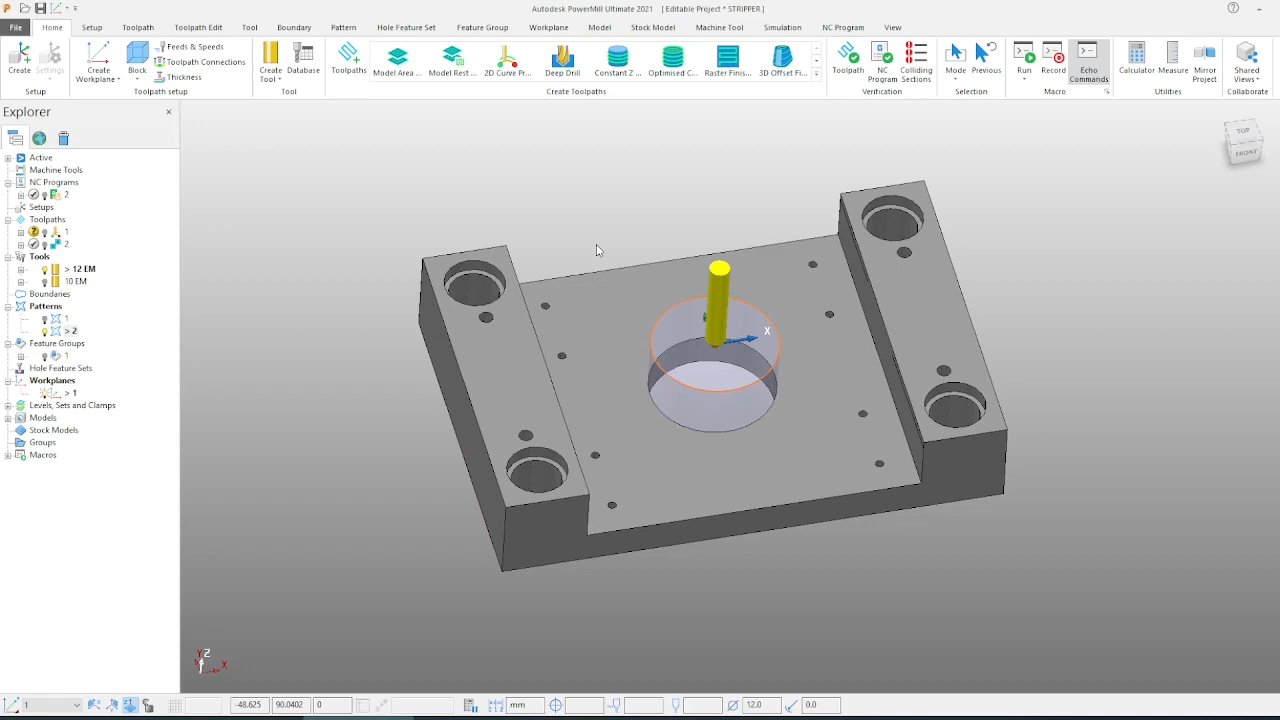 Autodesk PowerMill Ultimate 2021 [ Editable Project * STRIPPER ]
File Home Setup Toolpath Toolpath Edit Tool Boundary Pattern Hole Feature Set Feature Group Workplane Model Stock Model Machine Tool Simulation NC Program View
Create
Settings
Setup
Create
Workplane
Block
Feeds & Speeds
Toolpath Connections
Thickness
Toolpath setup
Create
Tool
Database
Tool
Toolpaths
Model Area ...
Model Rest ...
2D Curve Pr...
Deep Drill
Constant Z ...
Optimised C...
Raster Finis...
3D Offset Fi...
Create Toolpaths
Toolpath
NC
Program
Colliding
Sections
Verification
Mode
Previous
Selection
Run
Record
Echo
Commands
Macro
Calculator
Measure
Mirror
Project
Utilities
Shared
Views
Collaborate
Explorer
Active
Machine Tools
NC Programs
2
Setups
Toolpaths
1
2
Tools
> 12 EM
10 EM
Boundaries
Patterns
1
> 2
Feature Groups
1
Hole Feature Sets
Workplanes
> 1
Levels, Sets and Clamps
Models
Stock Models
Groups
Macros
TOP
FRONT
X
Y Z
X
1 -48.625 90.0402 0 mm 12.0 0.0